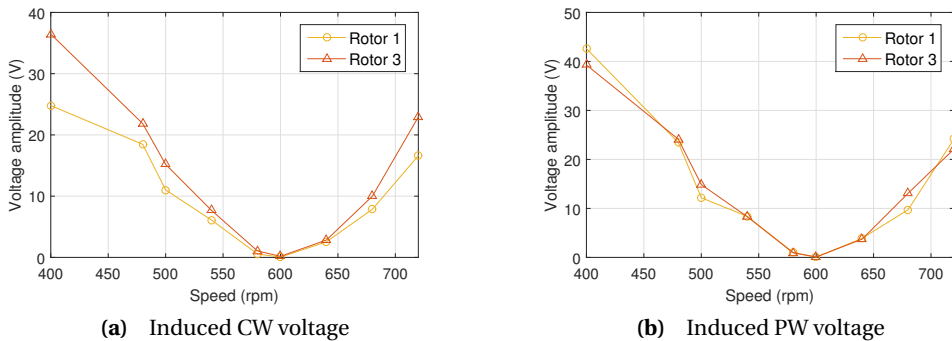 Voltage amplitude (V)
40
30
20
10
0
400 450 500 550 600 650 700
Speed (rpm)
Rotor 1
Rotor 3
(a) Induced CW voltage
Voltage amplitude (V)
50
40
30
20
10
0
400 450 500 550 600 650 700
Speed (rpm)
Rotor 1
Rotor 3
(b) Induced PW voltage